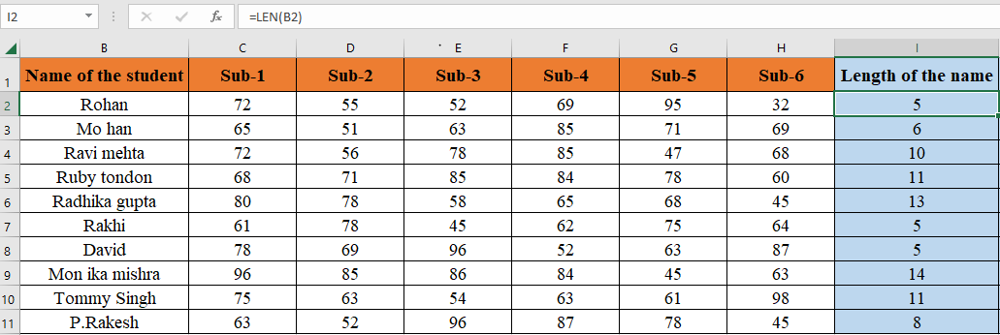 I2 fx =LEN(B2)
B C D E F G H I
1 Name of the student Sub-1 Sub-2 Sub-3 Sub-4 Sub-5 Sub-6 Length of the name
2 Rohan 72 55 52 69 95 32 5
3 Mo han 65 51 63 85 71 69 6
4 Ravi mehta 72 56 78 85 47 68 10
5 Ruby tondon 68 71 85 84 78 60 11
6 Radhika gupta 80 78 58 65 68 45 13
7 Rakhi 61 78 45 62 75 64 5
8 David 78 69 96 52 63 87 5
9 Mon ika mishra 96 85 86 84 45 63 14
10 Tommy Singh 75 63 54 63 61 98 11
11 P.Rakesh 63 52 96 87 78 45 8